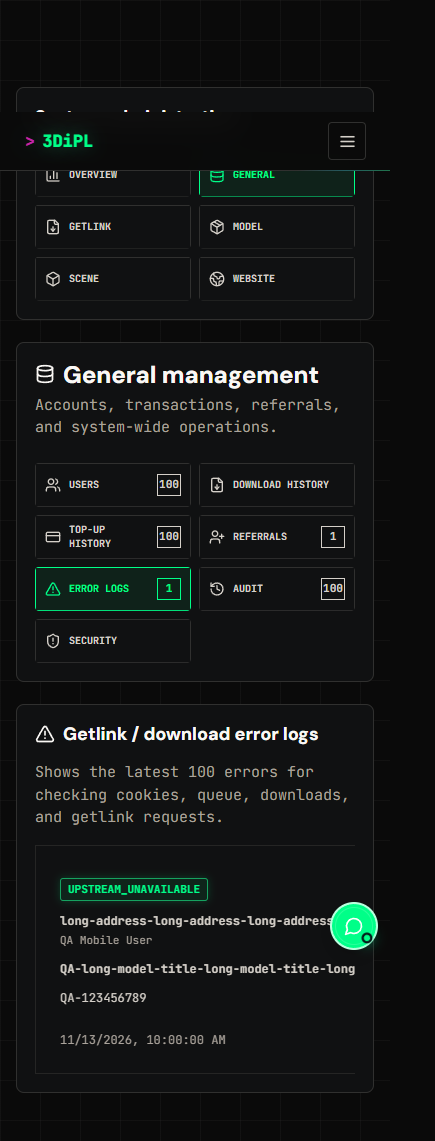 > 3DiPL
OVERVIEW
GENERAL
GETLINK
MODEL
SCENE
WEBSITE
General management
Accounts, transactions, referrals,
and system-wide operations.
USERS 100
DOWNLOAD HISTORY
TOP-UP
HISTORY 100
REFERRALS 1
ERROR LOGS 1
AUDIT 100
SECURITY
Getlink / download error logs
Shows the latest 100 errors for
checking cookies, queue, downloads,
and getlink requests.
UPSTREAM_UNAVAILABLE
long-address-long-address-long-address
QA Mobile User
QA-long-model-title-long-model-title-long
QA-123456789
11/13/2026, 10:00:00 AM